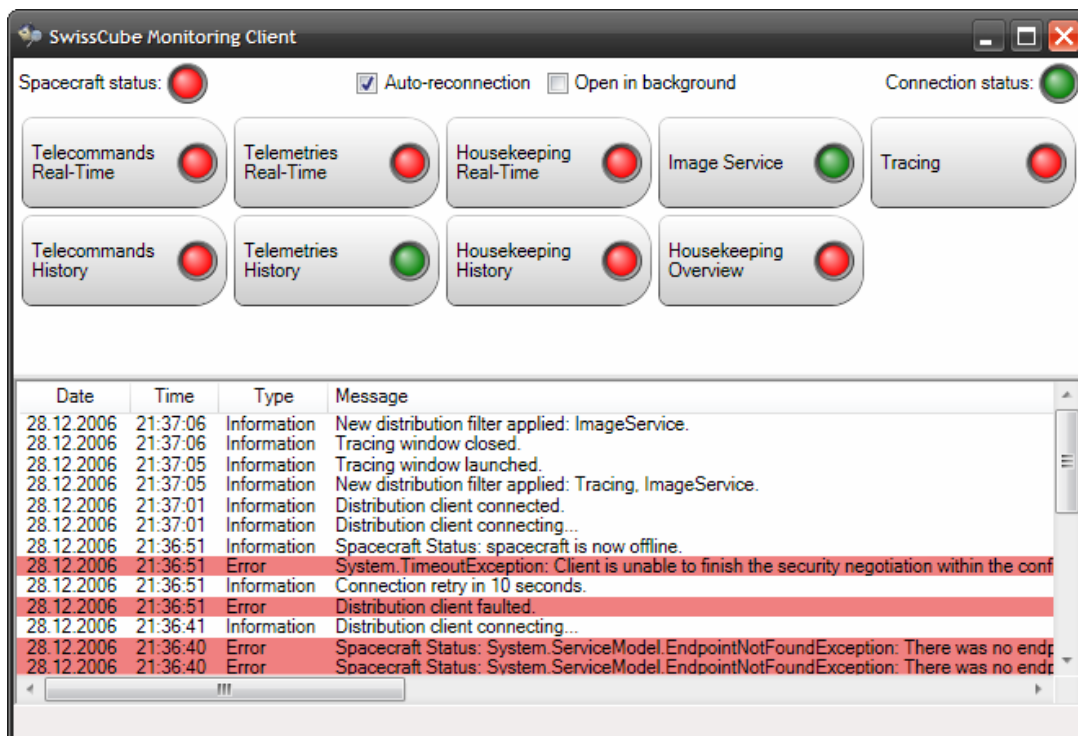 SwissCube Monitoring Client
Spacecraft status:
Auto-reconnection
Open in background
Connection status:
Telecommands
Real-Time
Telemetries
Real-Time
Housekeeping
Real-Time
Image Service
Tracing
Telecommands
History
Telemetries
History
Housekeeping
History
Housekeeping
Overview
Date Time Type Message
28.12.2006 21:37:06 Information New distribution filter applied: ImageService.
28.12.2006 21:37:06 Information Tracing window closed.
28.12.2006 21:37:05 Information Tracing window launched.
28.12.2006 21:37:05 Information New distribution filter applied: Tracing, ImageService.
28.12.2006 21:37:01 Information Distribution client connected.
28.12.2006 21:37:01 Information Distribution client connecting...
28.12.2006 21:36:51 Information Spacecraft Status: spacecraft is now offline.
28.12.2006 21:36:51 Error System.TimeoutException: Client is unable to finish the security negotiation within the conf
28.12.2006 21:36:51 Information Connection retry in 10 seconds.
28.12.2006 21:36:51 Error Distribution client faulted.
28.12.2006 21:36:41 Information Distribution client connecting...
28.12.2006 21:36:40 Error Spacecraft Status: System.ServiceModel.EndpointNotFoundException: There was no endp
28.12.2006 21:36:40 Error Spacecraft Status: System.ServiceModel.EndpointNotFoundException: There was no endp